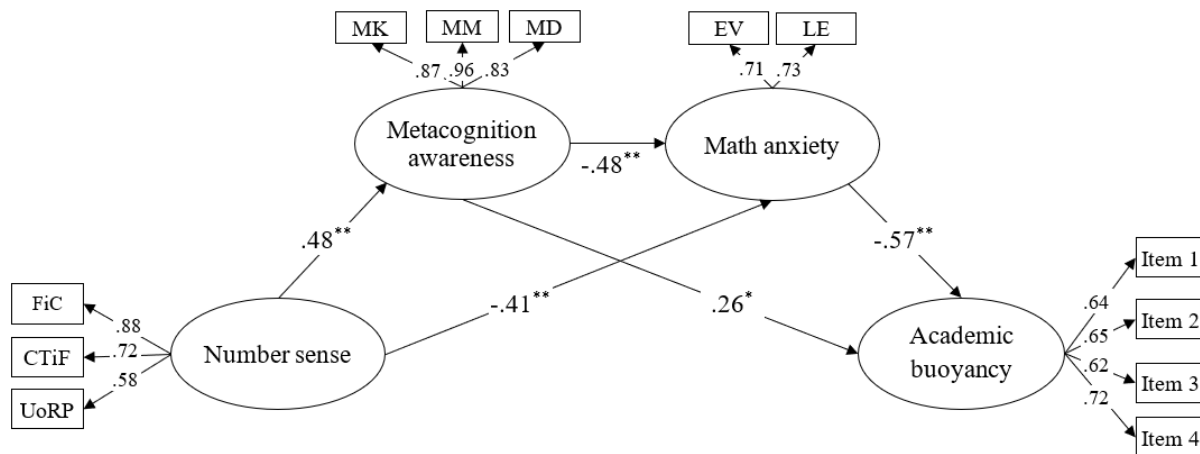 MK
MM
MD
EV
LE
.87
.96
.83
.71
.73
Metacognition
awareness
Math anxiety
-.48**
.48**
-.41**
.26*
-.57**
FiC
CTiF
UoRP
.88
.72
.58
Number sense
Academic
buoyancy
.64
.65
.62
.72
Item 1
Item 2
Item 3
Item 4